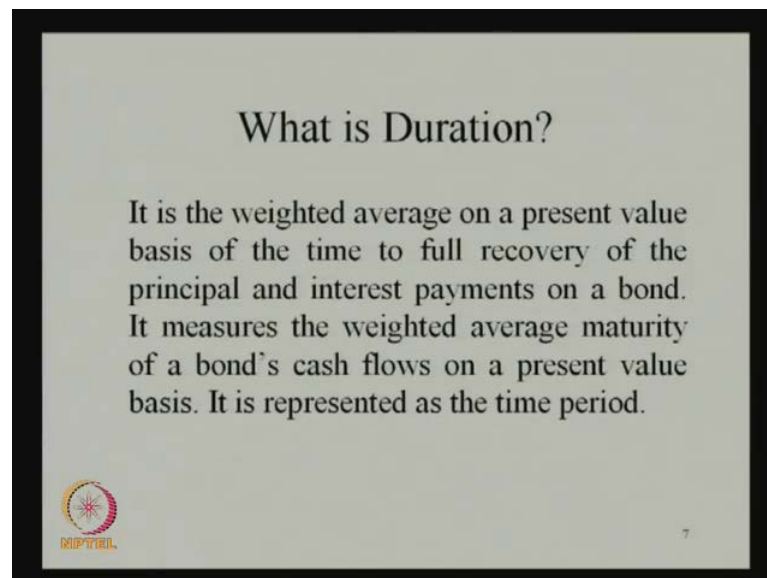 What is Duration?
It is the weighted average on a present value
basis of the time to full recovery of the
principal and interest payments on a bond.
It measures the weighted average maturity
of a bond's cash flows on a present value
basis. It is represented as the time period.
NPTEL
7